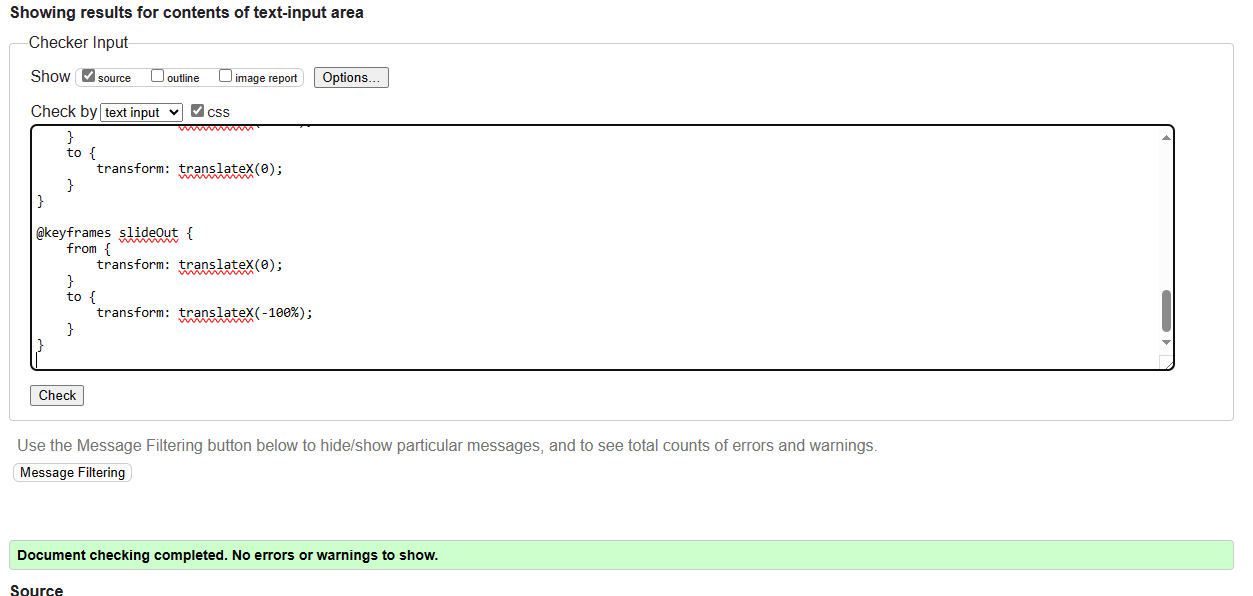 Showing results for contents of text-input area
Checker Input
Show source outline image report Options...
Check by text input css
}
to {
transform: translateX(0);
}
}
@keyframes slideOut {
from {
transform: translateX(0);
}
to {
transform: translateX(-100%);
}
}
Check
Use the Message Filtering button below to hide/show particular messages, and to see total counts of errors and warnings.
Message Filtering
Document checking completed. No errors or warnings to show.
Source